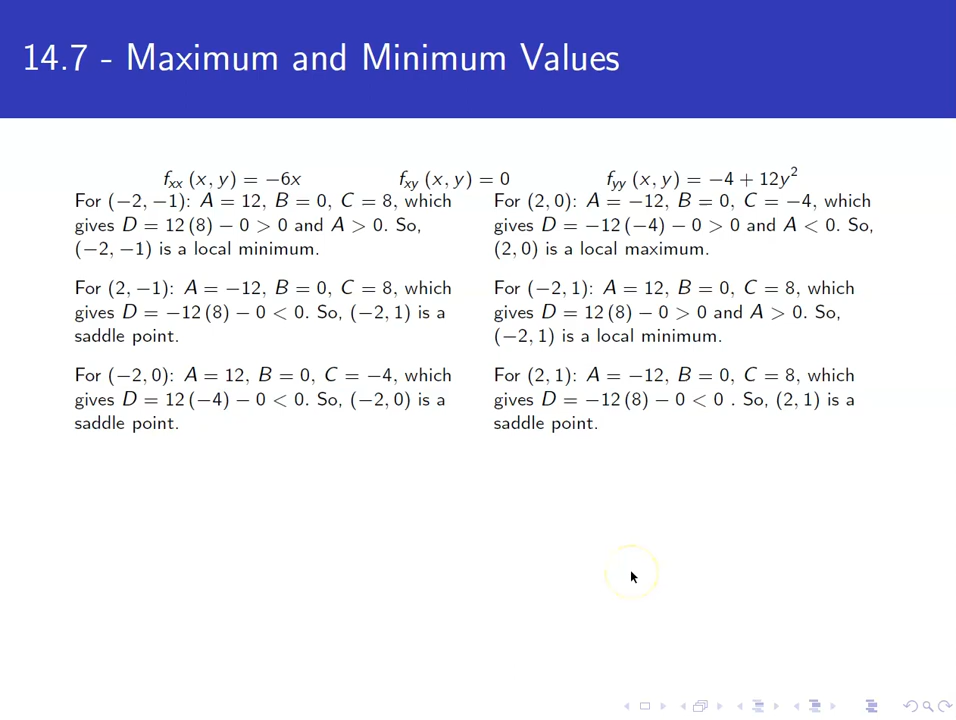 14.7 - Maximum and Minimum Values
f_xx (x, y) = −6x f_xy (x, y) = 0 f_yy (x, y) = −4 + 12y²
For (−2, −1): A = 12, B = 0, C = 8, which
gives D = 12 (8) − 0 > 0 and A > 0. So,
(−2, −1) is a local minimum.
For (2, −1): A = −12, B = 0, C = 8, which
gives D = −12 (8) − 0 < 0. So, (−2, 1) is a
saddle point.
For (−2, 0): A = 12, B = 0, C = −4, which
gives D = 12 (−4) − 0 < 0. So, (−2, 0) is a
saddle point.
For (2, 0): A = −12, B = 0, C = −4, which
gives D = −12 (−4) − 0 > 0 and A < 0. So,
(2, 0) is a local maximum.
For (−2, 1): A = 12, B = 0, C = 8, which
gives D = 12 (8) − 0 > 0 and A > 0. So,
(−2, 1) is a local minimum.
For (2, 1): A = −12, B = 0, C = 8, which
gives D = −12 (8) − 0 < 0 . So, (2, 1) is a
saddle point.